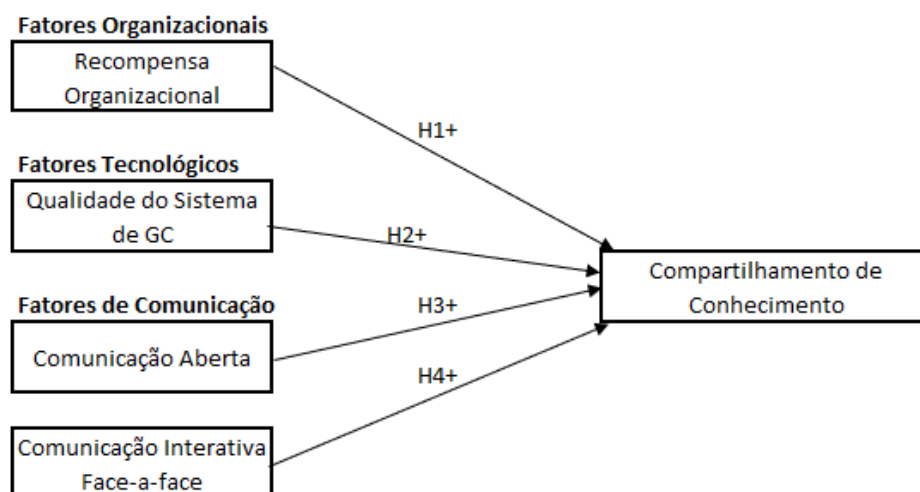 Fatores Organizacionais
Recompensa
Organizacional
H1+
Fatores Tecnológicos
Qualidade do Sistema
de GC
H2+
Compartilhamento de
Conhecimento
Fatores de Comunicação
H3+
Comunicação Aberta
H4+
Comunicação Interativa
Face-a-face